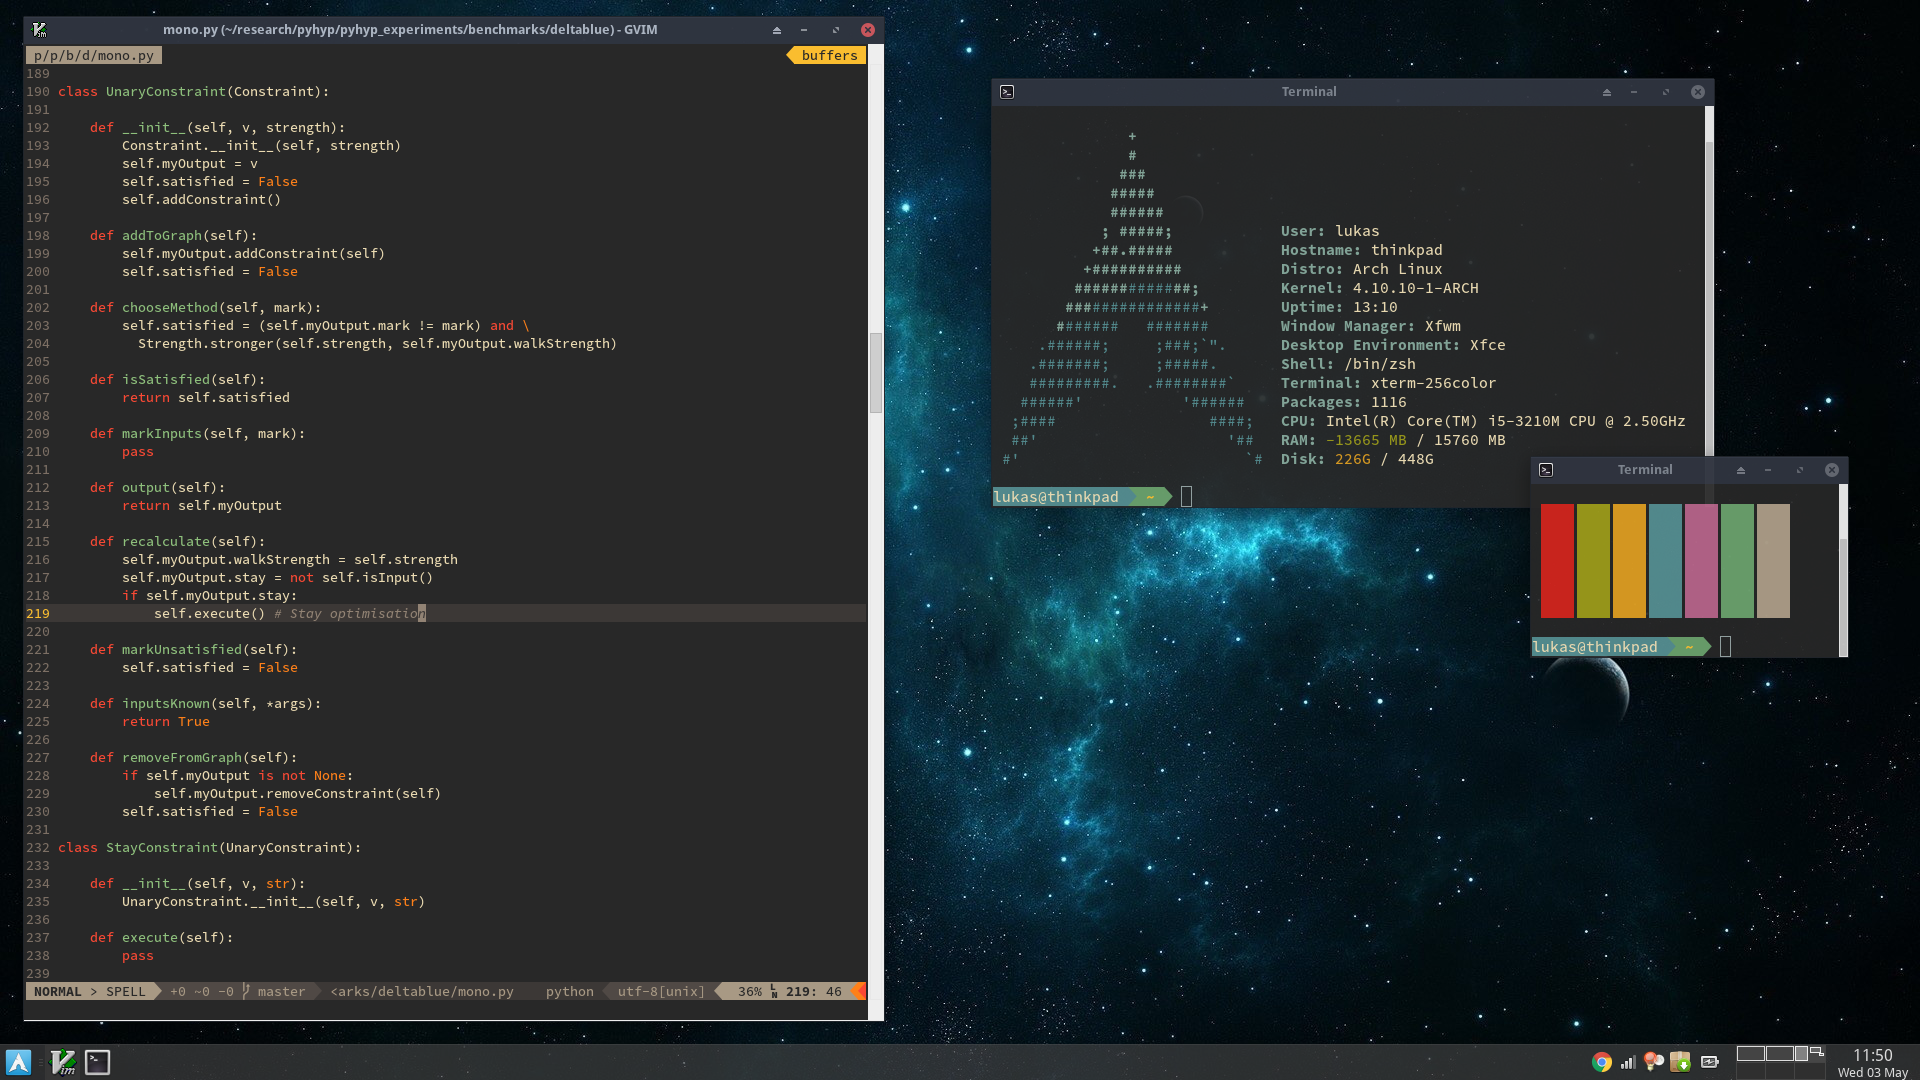 mono.py (~/research/pyhyp/pyhyp_experiments/benchmarks/deltablue) - GVIM
p/p/b/d/mono.py
buffers
189
190 class UnaryConstraint(Constraint):
191
192     def __init__(self, v, strength):
193         Constraint.__init__(self, strength)
194         self.myOutput = v
195         self.satisfied = False
196         self.addConstraint()
197
198     def addToGraph(self):
199         self.myOutput.addConstraint(self)
200         self.satisfied = False
201
202     def chooseMethod(self, mark):
203         self.satisfied = (self.myOutput.mark != mark) and \
204           Strength.stronger(self.strength, self.myOutput.walkStrength)
205
206     def isSatisfied(self):
207         return self.satisfied
208
209     def markInputs(self, mark):
210         pass
211
212     def output(self):
213         return self.myOutput
214
215     def recalculate(self):
216         self.myOutput.walkStrength = self.strength
217         self.myOutput.stay = not self.isInput()
218         if self.myOutput.stay:
219             self.execute() # Stay optimisation
220
221     def markUnsatisfied(self):
222         self.satisfied = False
223
224     def inputsKnown(self, *args):
225         return True
226
227     def removeFromGraph(self):
228         if self.myOutput is not None:
229             self.myOutput.removeConstraint(self)
230         self.satisfied = False
231
232 class StayConstraint(UnaryConstraint):
233
234     def __init__(self, v, str):
235         UnaryConstraint.__init__(self, v, str)
236
237     def execute(self):
238         pass
239
NORMAL > SPELL +0 ~0 -0 master <arks/deltablue/mono.py python utf-8[unix] 36% LN 219: 46
Terminal
+
#
###
#####
######
; #####;
+##.#####
+##########
#############;
###############+
#######   #######
.######;     ;###;`".
.#######;     ;#####.
#########.   .########`
######'           '######
;####                 ####;
##'                     '##
#'                         `#
User: lukas
Hostname: thinkpad
Distro: Arch Linux
Kernel: 4.10.10-1-ARCH
Uptime: 13:10
Window Manager: Xfwm
Desktop Environment: Xfce
Shell: /bin/zsh
Terminal: xterm-256color
Packages: 1116
CPU: Intel(R) Core(TM) i5-3210M CPU @ 2.50GHz
RAM: -13665 MB / 15760 MB
Disk: 226G / 448G
lukas@thinkpad ~
Terminal
lukas@thinkpad ~
11:50
Wed 03 May